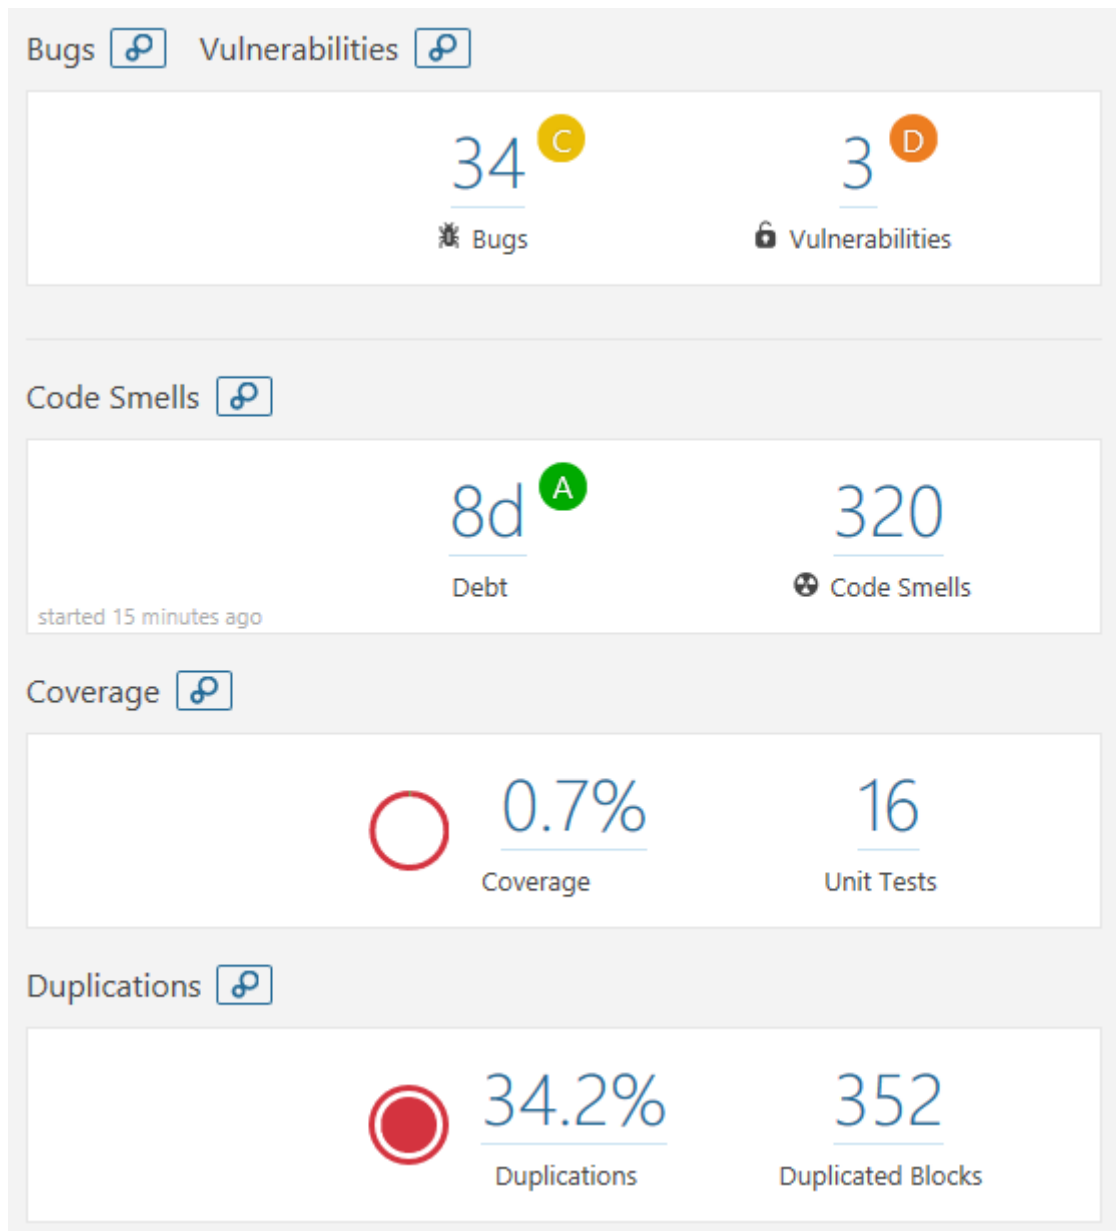 Bugs Vulnerabilities
34 C 3 D
Bugs Vulnerabilities
Code Smells
8d A 320
Debt Code Smells
started 15 minutes ago
Coverage
0.7% 16
Coverage Unit Tests
Duplications
34.2% 352
Duplications Duplicated Blocks